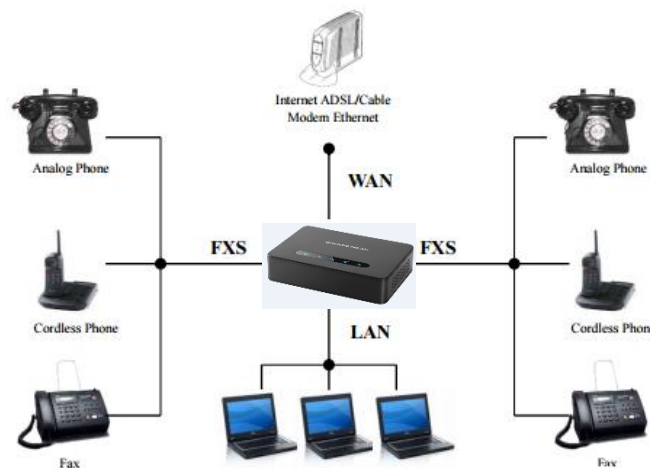 Internet ADSL/Cable
Modem Ethernet
Analog Phone
Analog Phone
WAN
FXS
FXS
Cordless Phone
Cordless Phon
LAN
Fax
Fax